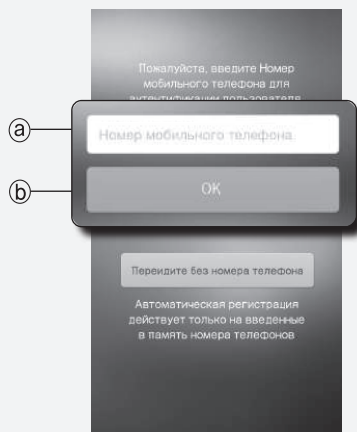 Пожалуйста, введите Номер
мобильного телефона для
аутентификации пользователя
ⓐ
Номер мобильного телефона
ⓑ
OK
Переидите без номера телефона
Автоматическая регистрация
действует только на введенные
в память номера телефонов